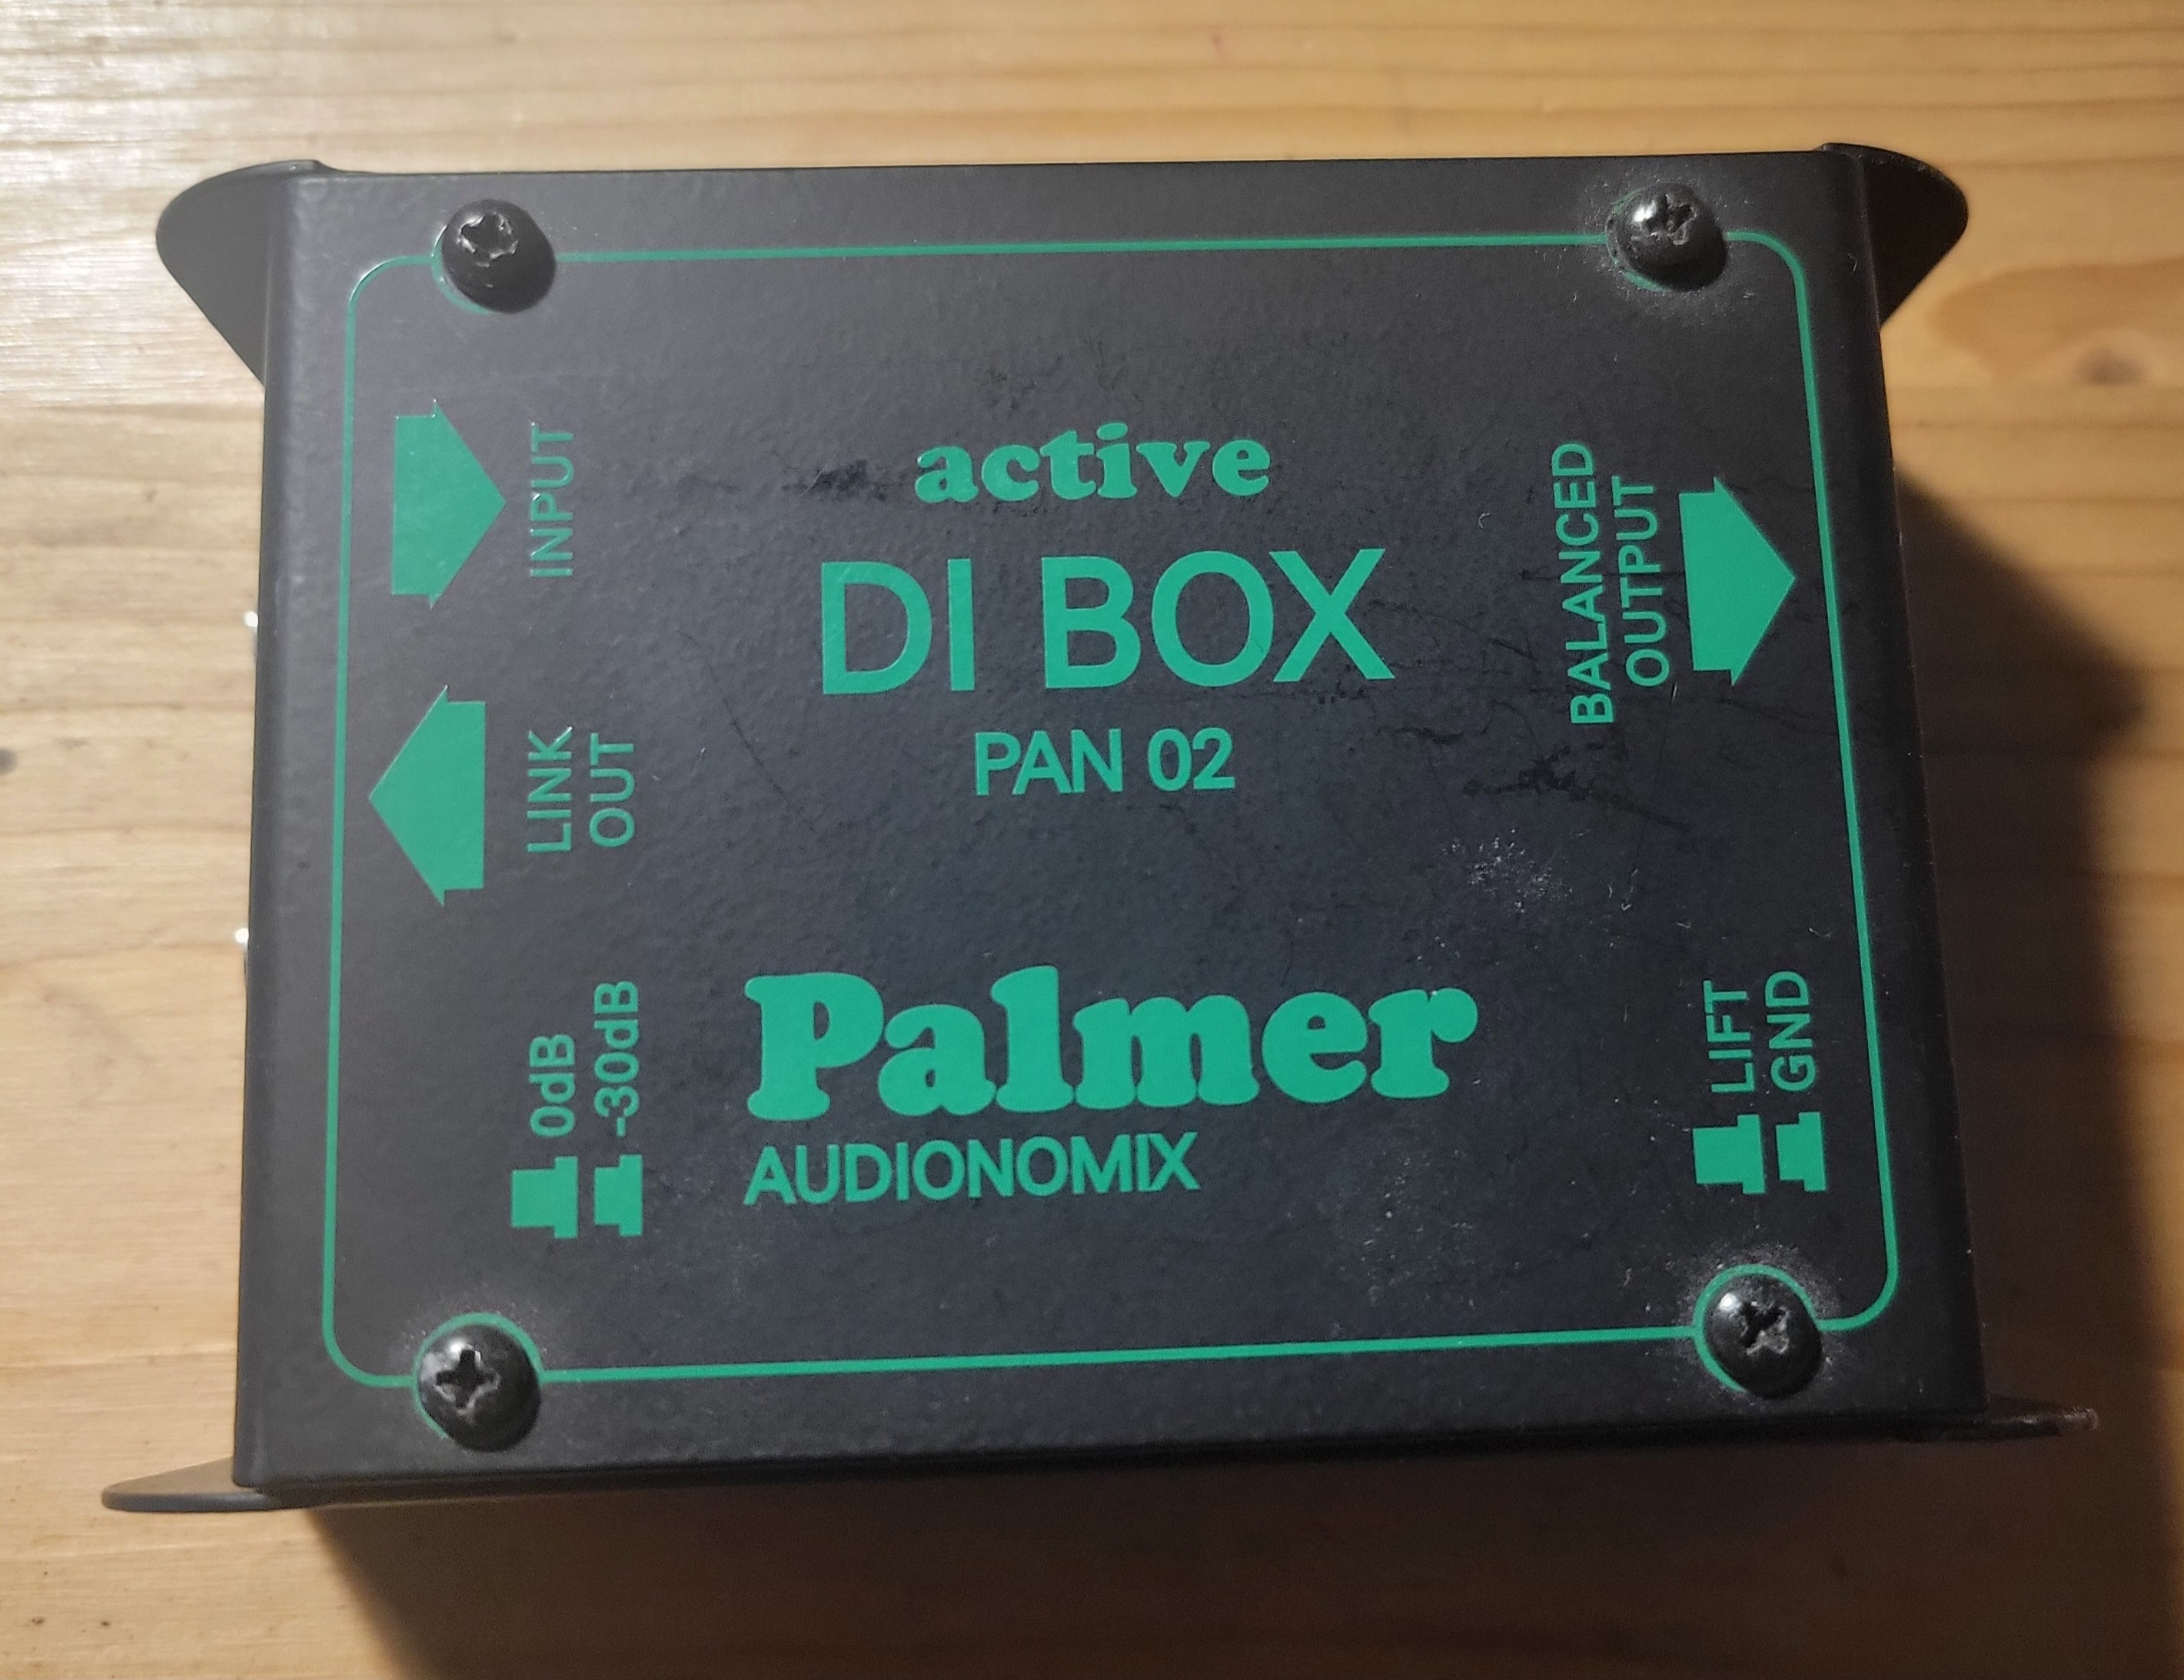 INPUT
LINK
OUT
0dB
-30dB
active
DI BOX
PAN 02
Palmer
AUDIONOMIX
BALANCED
OUTPUT
LIFT
GND